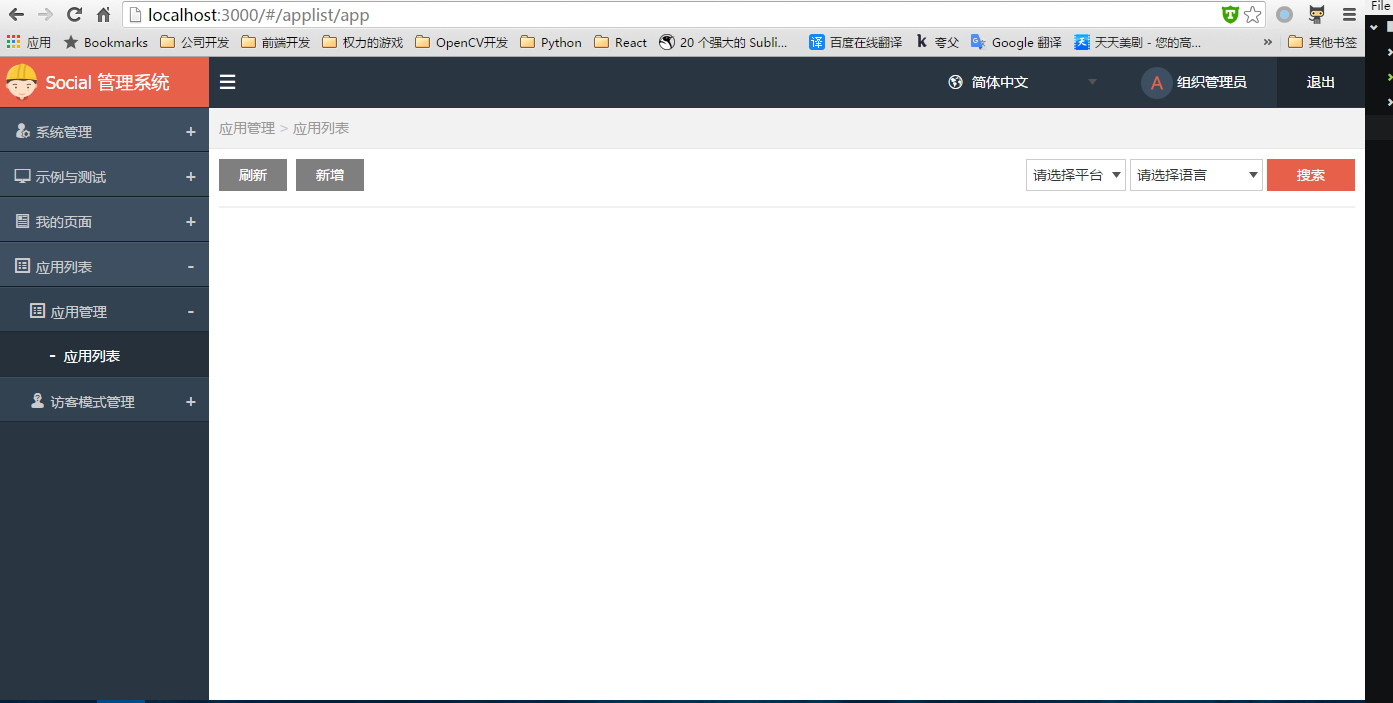 localhost:3000/#/applist/app
File
应用 Bookmarks 公司开发 前端开发 权力的游戏 OpenCV开发 Python React 20 个强大的 Subli... 译 百度在线翻译 k 夸父 Google 翻译 天天美剧 - 您的高... » 其他书签
Social 管理系统 简体中文 A 组织管理员 退出
系统管理 +
应用管理 > 应用列表
刷新 新增 请选择平台 请选择语言 搜索
示例与测试 +
我的页面 +
应用列表 -
应用管理 -
- 应用列表
访客模式管理 +